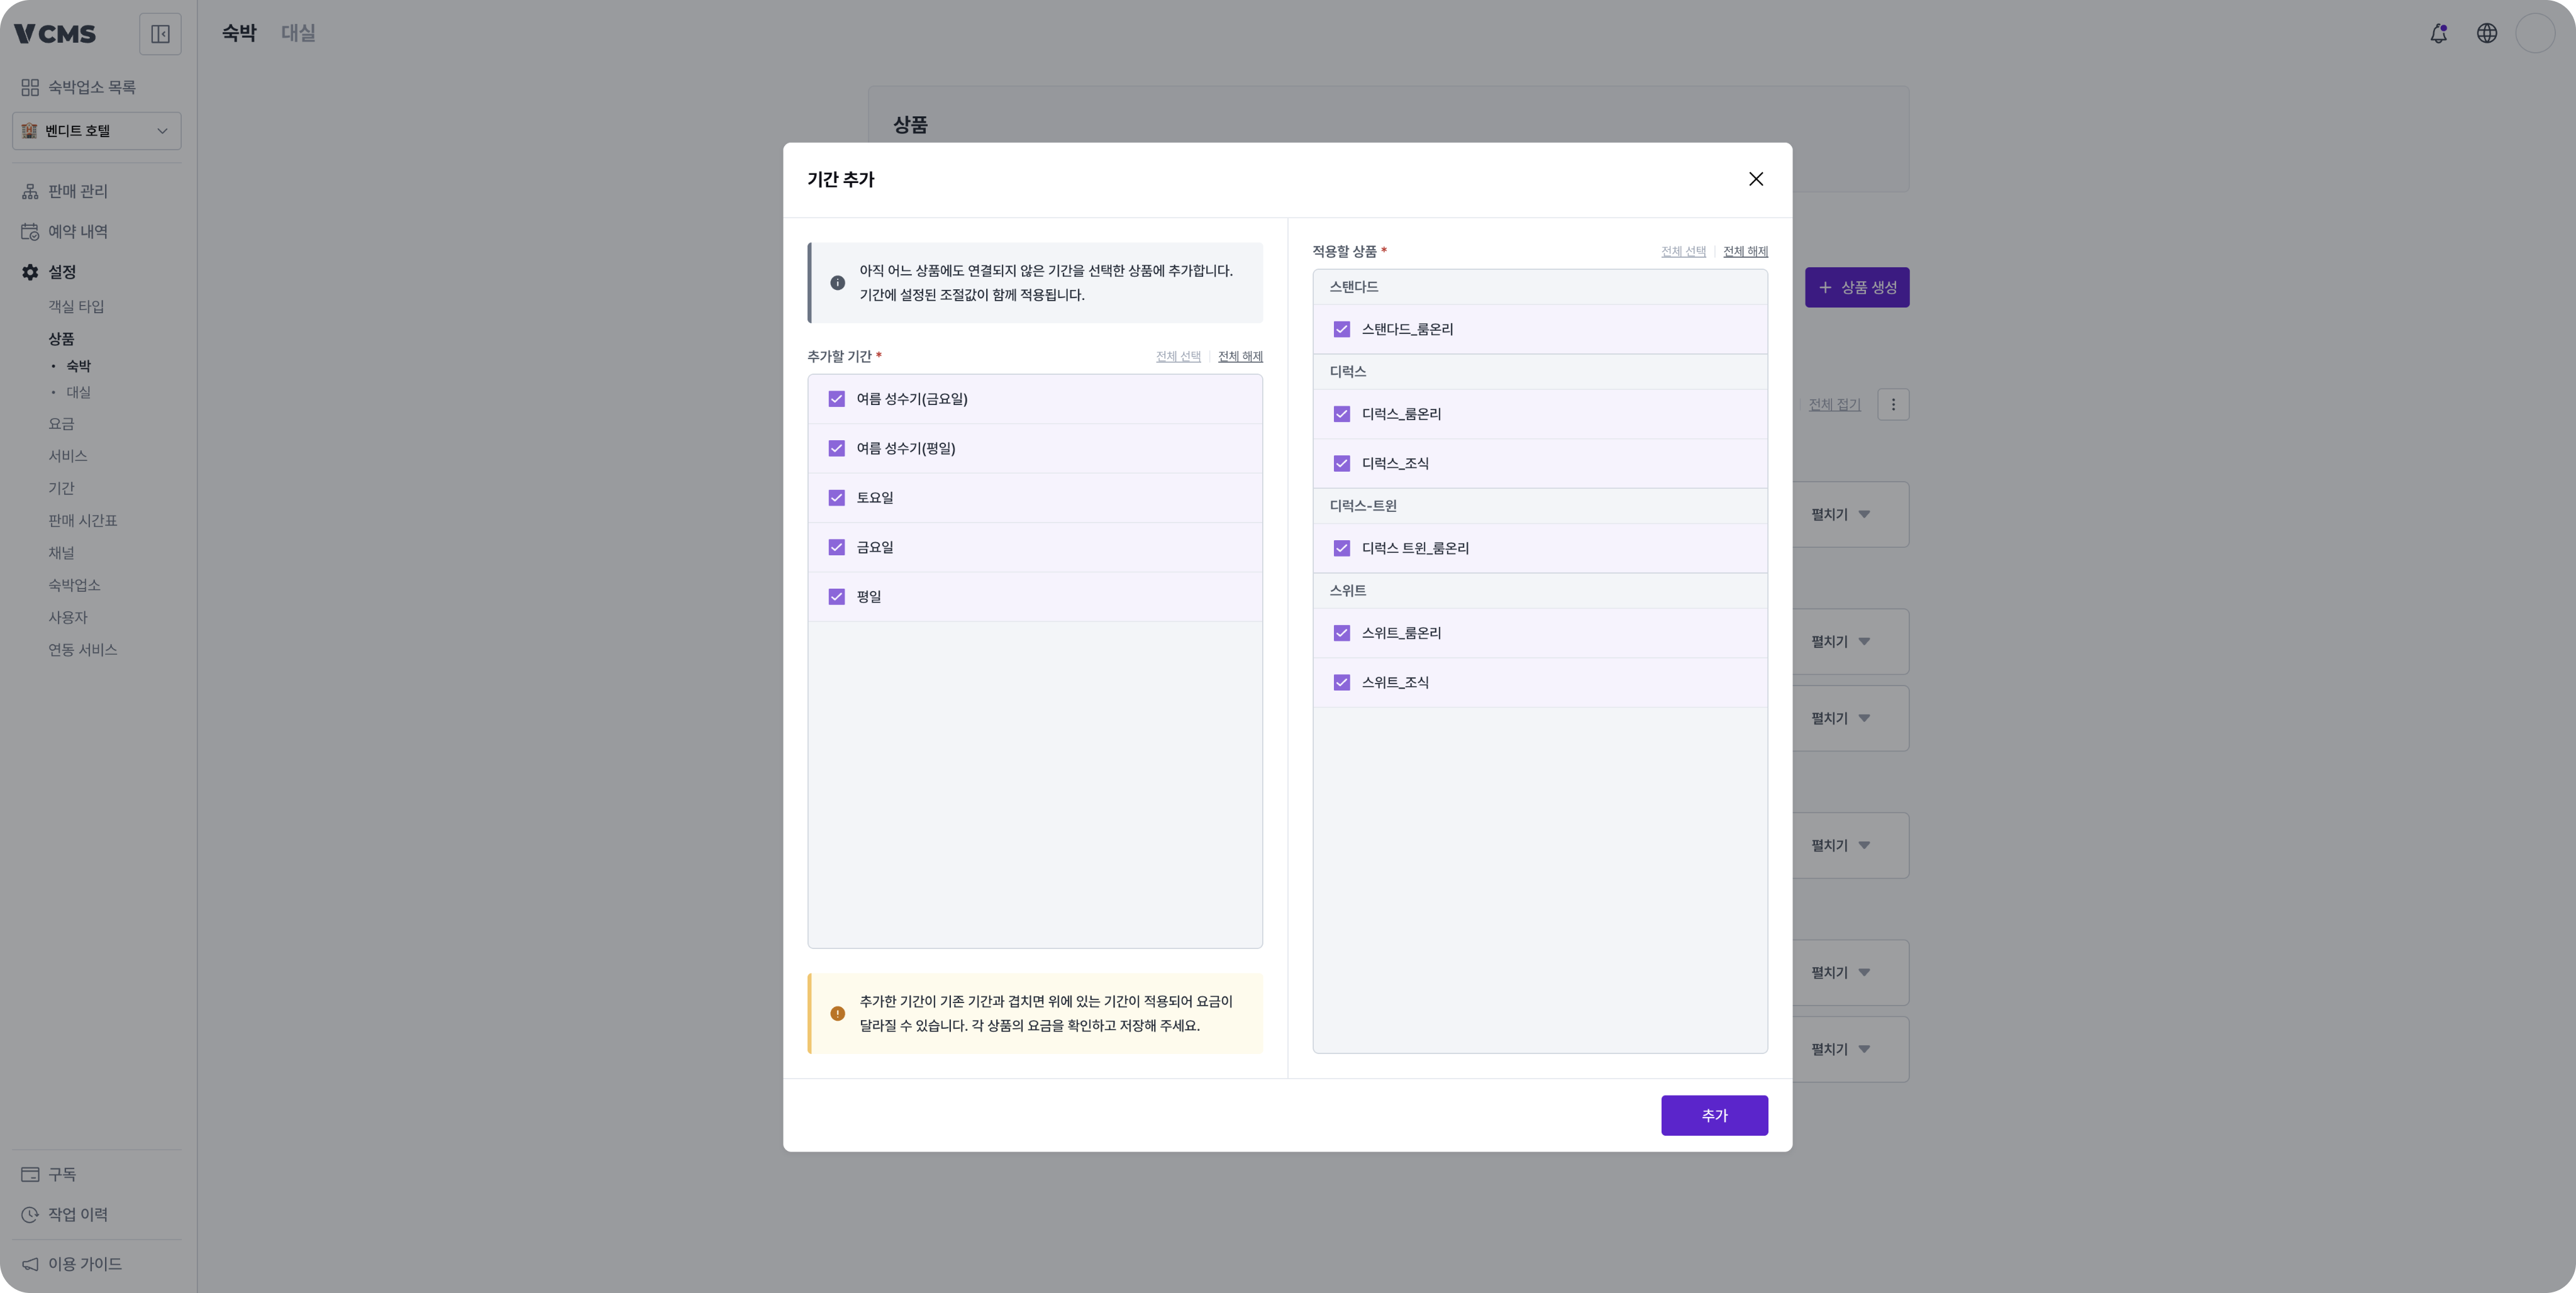 VCMS
숙박
대실
숙박업소 목록
벤디트 호텔
판매 관리
예약 내역
설정
객실 타입
상품
• 숙박
• 대실
요금
서비스
기간
판매 시간표
채널
숙박업소
사용자
연동 서비스
구독
작업 이력
이용 가이드
상품
+ 상품 생성
전체 접기
펼치기
펼치기
펼치기
펼치기
펼치기
펼치기
기간 추가
아직 어느 상품에도 연결되지 않은 기간을 선택한 상품에 추가합니다.
기간에 설정된 조절값이 함께 적용됩니다.
추가할 기간 *
전체 선택 | 전체 해제
여름 성수기(금요일)
여름 성수기(평일)
토요일
금요일
평일
추가한 기간이 기존 기간과 겹치면 위에 있는 기간이 적용되어 요금이
달라질 수 있습니다. 각 상품의 요금을 확인하고 저장해 주세요.
적용할 상품 *
전체 선택 | 전체 해제
스탠다드
스탠다드_룸온리
디럭스
디럭스_룸온리
디럭스_조식
디럭스-트윈
디럭스 트윈_룸온리
스위트
스위트_룸온리
스위트_조식
추가